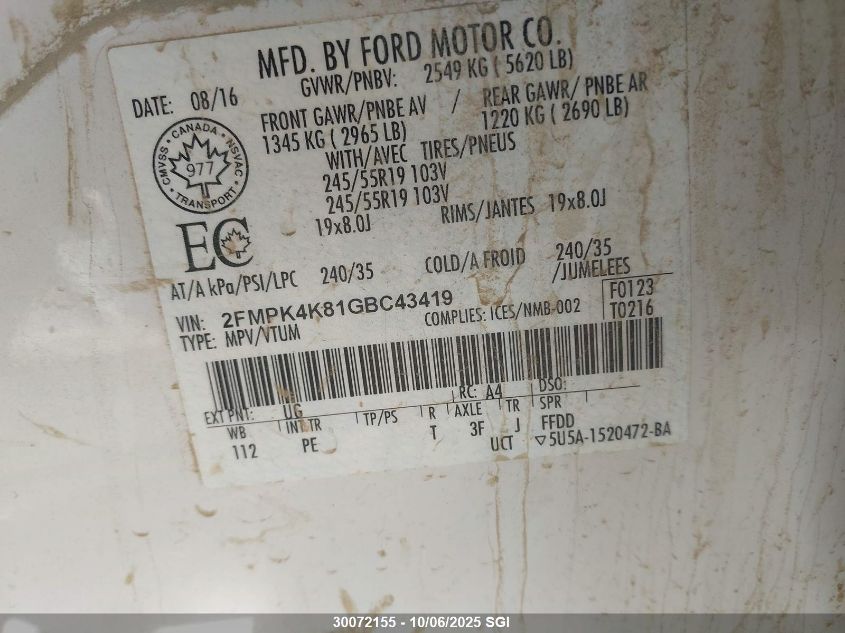 MFD. BY FORD MOTOR CO.
DATE: 08/16
GVWR/PNBV: 2549 KG ( 5620 LB)
FRONT GAWR/PNBE AV / REAR GAWR/ PNBE AR
1345 KG ( 2965 LB) 1220 KG ( 2690 LB)
WITH/AVEC TIRES/PNEUS
245/55R19 103V
245/55R19 103V
19x8.0J RIMS/JANTES 19x8.0J
CANADA
CMVSS NSVAC
977
TRANSPORT
EC
AT/A kPa/PSI/LPC 240/35 COLD/A FROID 240/35
/JUMELEES
VIN: 2FMPK4K81GBC43419
COMPLIES: ICES/NMB-002
F0123
T0216
TYPE: MPV/VTUM
EXT PNT: UG RC: A4 DSO:
WB INT TR TP/PS R AXLE TR SPR
112 PE T 3F J FFDD
UCT ▽5U5A-1520472-BA
30072155 - 10/06/2025 SGI